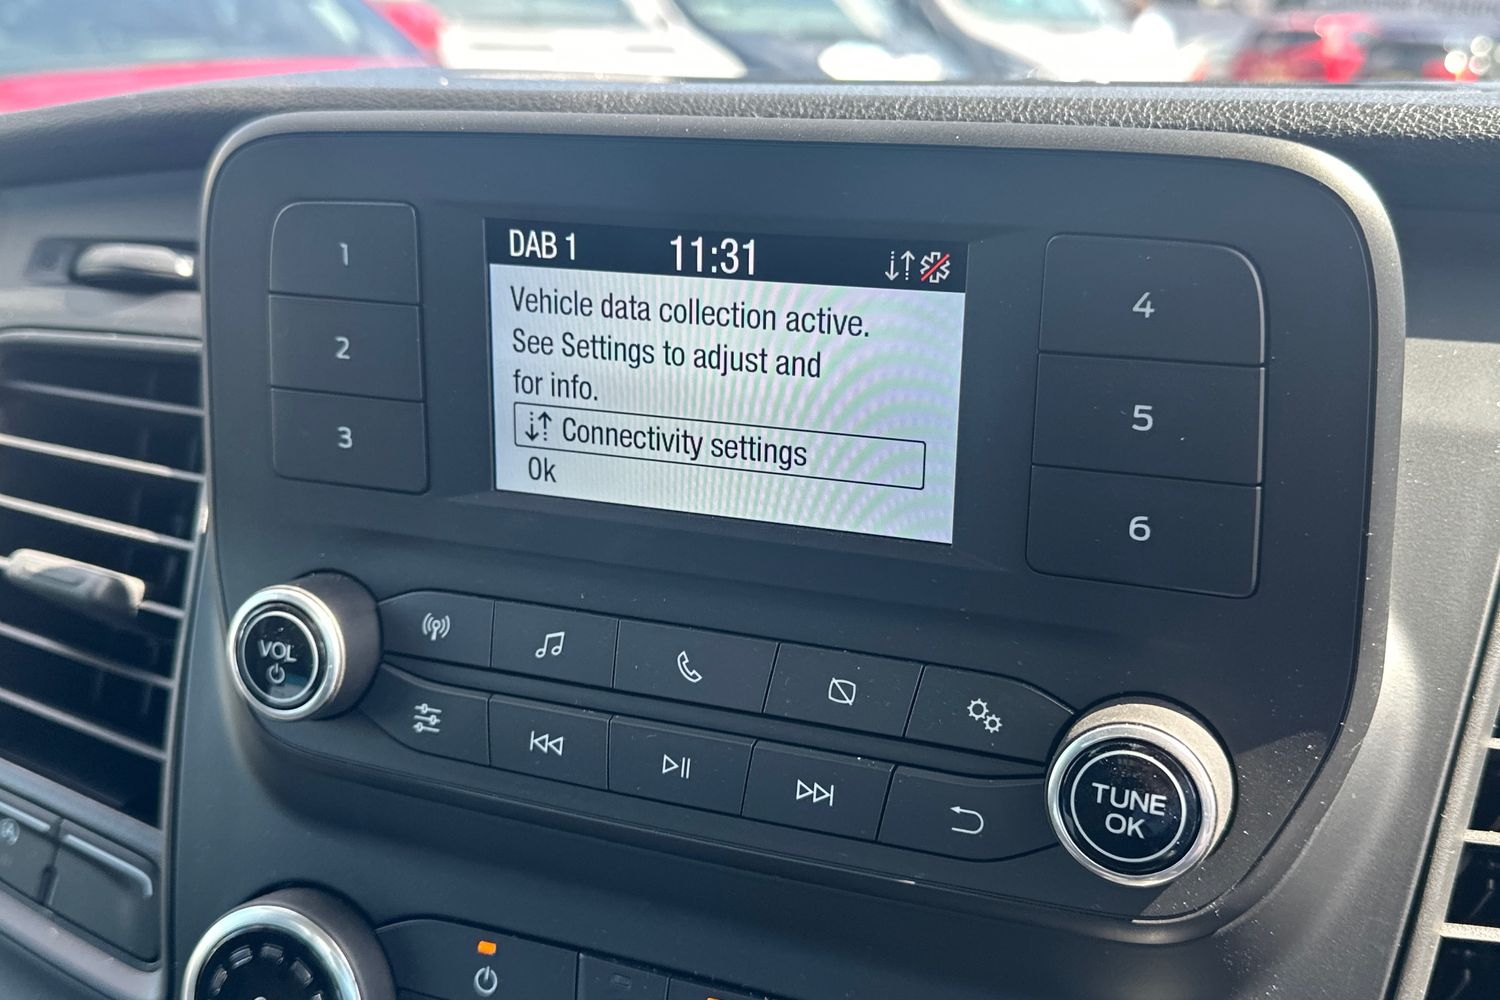 DAB 1 11:31
Vehicle data collection active.
See Settings to adjust and
for info.
Connectivity settings
Ok
1
2
3
4
5
6
VOL
TUNE
OK